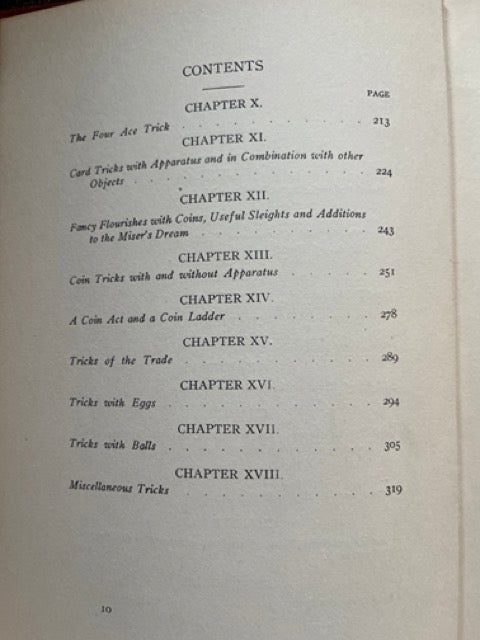 CONTENTS
PAGE
CHAPTER X.
The Four Ace Trick . . . . . . . . . . 213
CHAPTER XI.
Card Tricks with Apparatus and in Combination with other
Objects . . . . . . . . . . . . . 224
CHAPTER XII.
Fancy Flourishes with Coins, Useful Sleights and Additions
to the Miser's Dream . . . . . . . . . 243
CHAPTER XIII.
Coin Tricks with and without Apparatus . . . . . 251
CHAPTER XIV.
A Coin Act and a Coin Ladder . . . . . . . 278
CHAPTER XV.
Tricks of the Trade . . . . . . . . . . 289
CHAPTER XVI.
Tricks with Eggs . . . . . . . . . . 294
CHAPTER XVII.
Tricks with Balls . . . . . . . . . . 305
CHAPTER XVIII.
Miscellaneous Tricks . . . . . . . . . 319
10